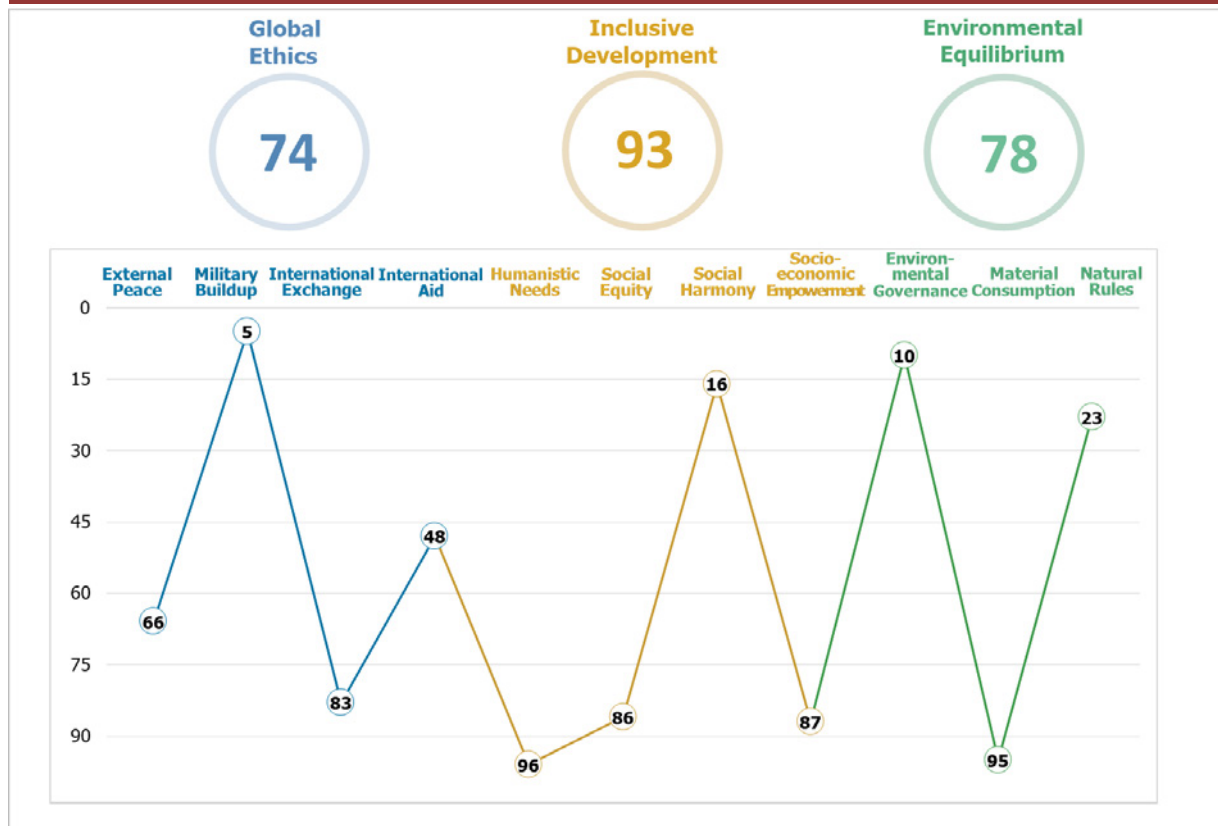 Global
Ethics
Inclusive
Development
Environmental
Equilibrium
74
93
78
External
Peace
Military
Buildup
International
Exchange
International
Aid
Humanistic
Needs
Social
Equity
Social
Harmony
Socio-
economic
Empowerment
Environ-
mental
Governance
Material
Consumption
Natural
Rules
0
15
30
45
60
75
90
66
5
83
48
96
86
16
87
10
95
23